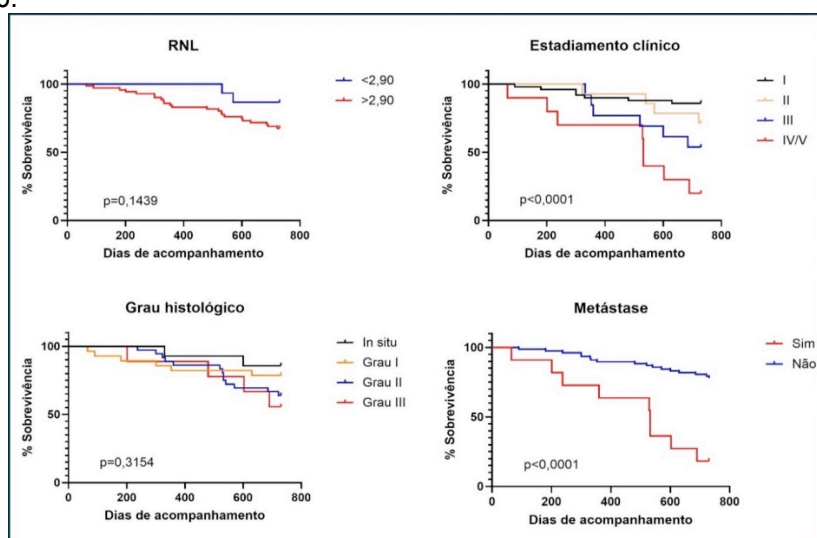 RNL
% Sobrevivência
100
50
0
<2,90
>2,90
p=0,1439
0 200 400 600 800
Dias de acompanhamento
Estadiamento clínico
% Sobrevivência
100
50
0
I
II
III
IV/V
p<0,0001
0 200 400 600 800
Dias de acompanhamento
Grau histológico
% Sobrevivência
100
50
0
In situ
Grau I
Grau II
Grau III
p=0,3154
0 200 400 600 800
Dias de acompanhamento
Metástase
% Sobrevivência
100
50
0
Sim
Não
p<0,0001
0 200 400 600 800
Dias de acompanhamento